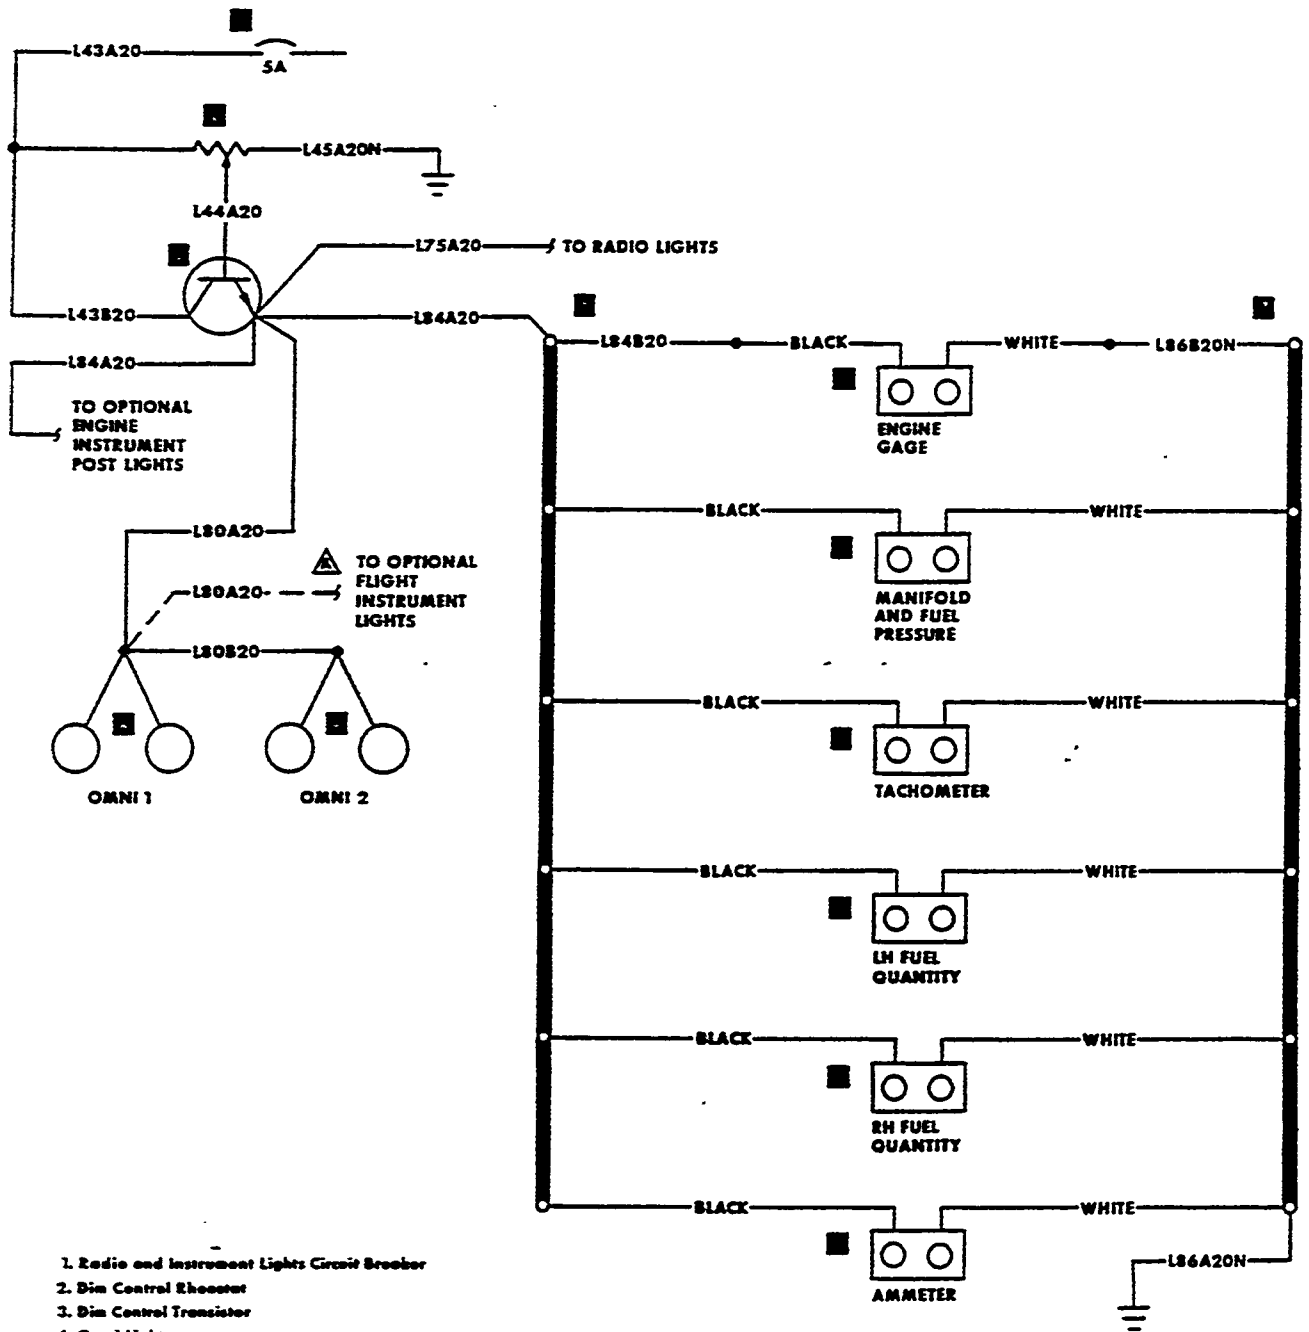 L43A20
5A
L45A20N
L44A20
L75A20
TO RADIO LIGHTS
L43B20
L84A20
L84A20
TO OPTIONAL
ENGINE
INSTRUMENT
POST LIGHTS
L84B20
BLACK
WHITE
L86B20N
ENGINE
GAGE
L80A20
TO OPTIONAL
FLIGHT
INSTRUMENT
LIGHTS
L80A20
L80B20
OMNI 1
OMNI 2
BLACK
WHITE
MANIFOLD
AND FUEL
PRESSURE
BLACK
WHITE
TACHOMETER
BLACK
WHITE
LH FUEL
QUANTITY
BLACK
WHITE
RH FUEL
QUANTITY
BLACK
WHITE
AMMETER
L86A20N
1. Radio and Instrument Lights Circuit Breaker
2. Dim Control Rheostat
3. Dim Control Transistor